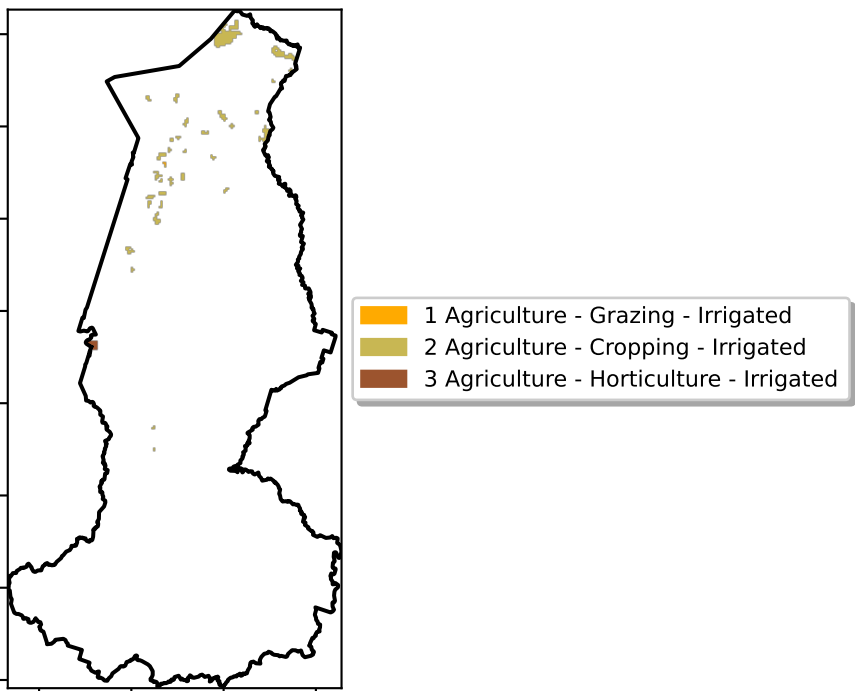 1 Agriculture - Grazing - Irrigated
2 Agriculture - Cropping - Irrigated
3 Agriculture - Horticulture - Irrigated